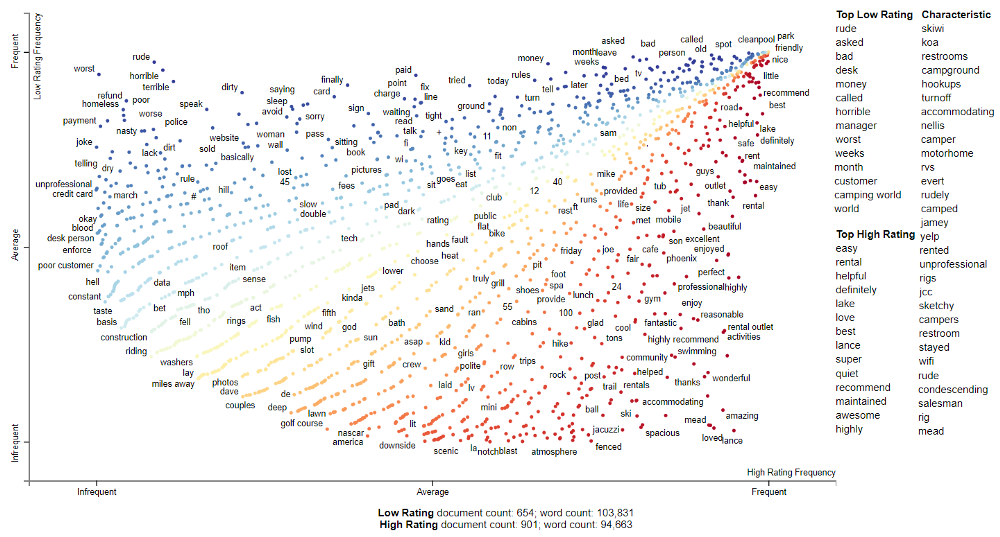 Top Low Rating Characteristic
rude skiwi
asked koa
bad restrooms
desk campground
money hookups
called turnoff
horrible accommodating
manager nellis
worst camper
weeks motorhome
month rvs
customer evert
camping world rudely
world camped
jamey
Top High Rating yelp
easy rented
rental unprofessional
helpful rigs
definitely jcc
lake sketchy
love campers
best restroom
lance stayed
super wifi
quiet rude
recommend condescending
maintained salesman
awesome rig
highly mead
Frequent
Low Rating Frequency
Average
Infrequent
asked bad called old spot cleanpool park
friendly
nice
month leave person
weeks
money
rude
worst
horrible
terrible
finally
paid
point
fix
tried
today
rules
tell
later
bed
tv
little
recommend
best
refund
homeless
poor
worse
speak
dirty
saying
sleep
avoid
card
sorry
sign
charge
line
waiting
read
tight
ground
turn
road
payment
nasty
police
website
woman
wall
pass
sitting
book
talk
fl
+
11
non
sam
helpful
lake
definitely
safe
joke
lack
dirt
sold
basically
pictures
wi
key
fit
rent
maintained
telling
dry
rule
lost
45
goes
list
mike
guys
unprofessional
credit card
march
#
hill
fees
sit
eat
club
12
40
provided
tub
outlet
easy
slow
double
pad
dark
runs
ft
life
size
jet
thank
rental
okay
blood
rating
public
flat
rest
met
mobile
beautiful
desk person
enforce
roof
tech
hands
fault
bike
friday
joe
cafe
son
excellent
enjoyed
poor customer
item
choose
heat
lower
pit
fair
phoenix
hell
data
sense
truly
grill
foot
spa
24
perfect
professional
highly
constant
mph
jets
kinda
shoes
provide
lunch
gym
enjoy
taste
bet
tho
act
fifth
sand
ran
55
100
reasonable
basis
fell
rings
fish
wind
god
bath
cabins
glad
cool
fantastic
rental outlet
activities
construction
pump
sun
asap
kid
hike
tons
highly recommend
riding
slot
girls
swimming
washers
gift
crew
polite
row
trips
community
helped
lay
miles away
photos
dave
laid
lv
rock
post
trail
rentals
thanks
wonderful
couples
de
deep
mini
accommodating
lawn
golf course
ball
ski
amazing
lit
nascar
america
jacuzzi
spacious
mead
loved
lance
downside
scenic
la
notch
blast
atmosphere
fenced
High Rating Frequency
Infrequent Average Frequent
Low Rating document count: 654; word count: 103,831
High Rating document count: 901; word count: 94,663